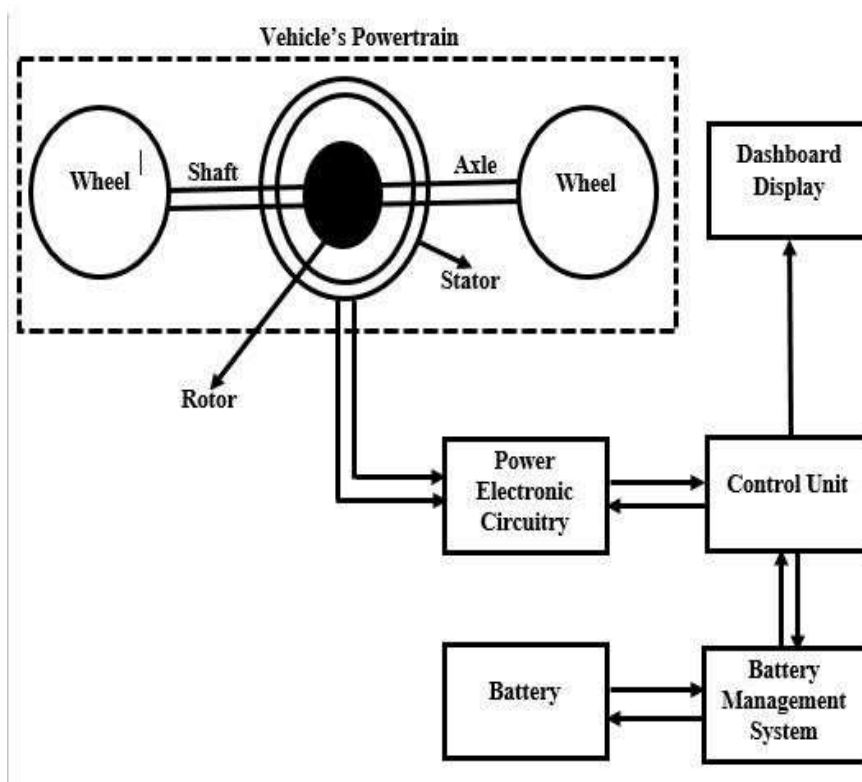 Vehicle’s Powertrain
Wheel
Shaft
Axle
Wheel
Stator
Rotor
Dashboard
Display
Power
Electronic
Circuitry
Control Unit
Battery
Battery
Management
System